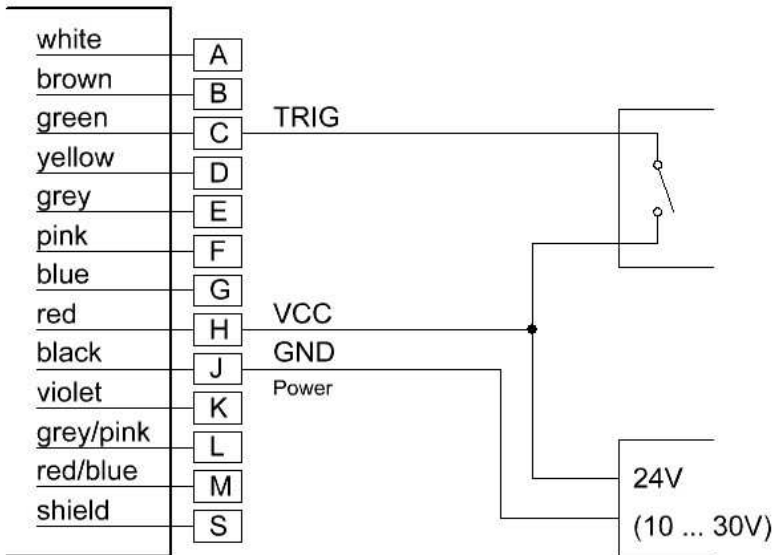 white A
brown B
green C TRIG
yellow D
grey E
pink F
blue G
red H VCC
black J GND
Power
violet K
grey/pink L
red/blue M
24V
shield S
(10 ... 30V)